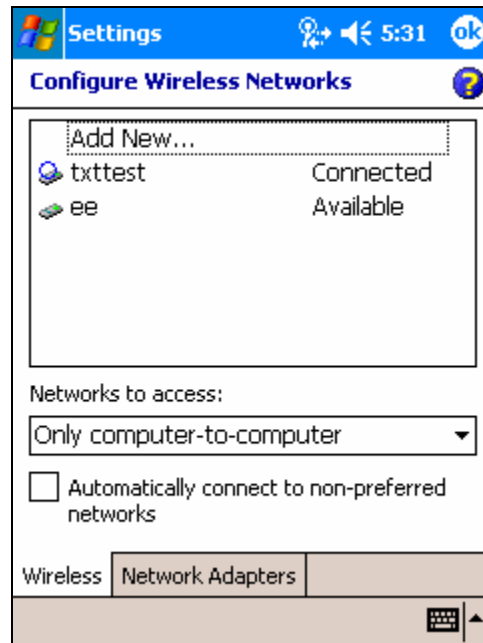 Settings 5:31 ok
Configure Wireless Networks ?
Add New...
txttest Connected
ee Available
Networks to access:
Only computer-to-computer
Automatically connect to non-preferred
networks
Wireless Network Adapters